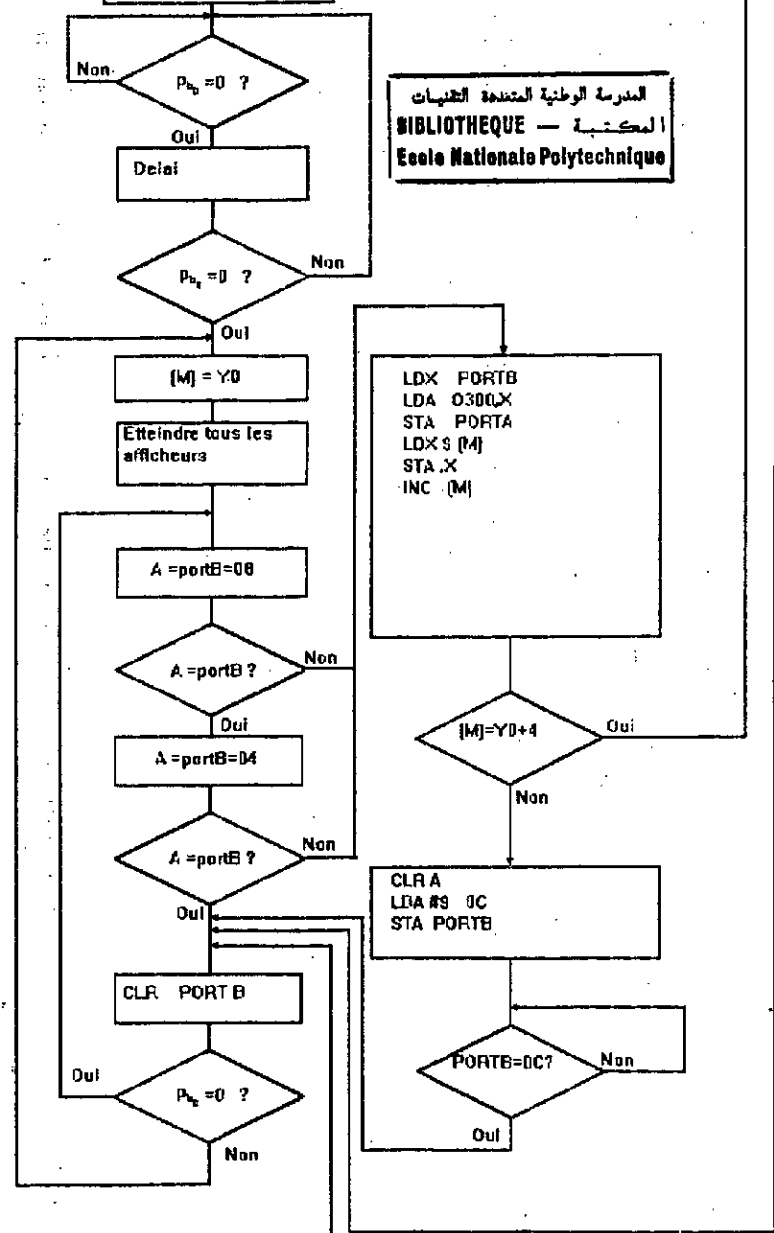 Non
Pb0 =0 ?
Oui
Delai
المدرسة الوطنية المتعددة التقنيات
المكتبة — BIBLIOTHEQUE
Ecole Nationale Polytechnique
=0 ?
Non
Oui
[M] = Y0
Etteindre tous les
afficheurs
A =portB=08
A =portB ?
Non
Oui
A =portB=04
A =portB ?
Non
Oui
CLR PORT B
=0 ?
Oui
Non
LDX PORTB
LDA 0300,X
STA PORTA
LDX $ [M]
STA ,X
INC [M]
[M]=Y0+4
Oui
Non
CLR A
LDA #$ 0C
STA PORTB
PORTB=0C?
Non
Oui